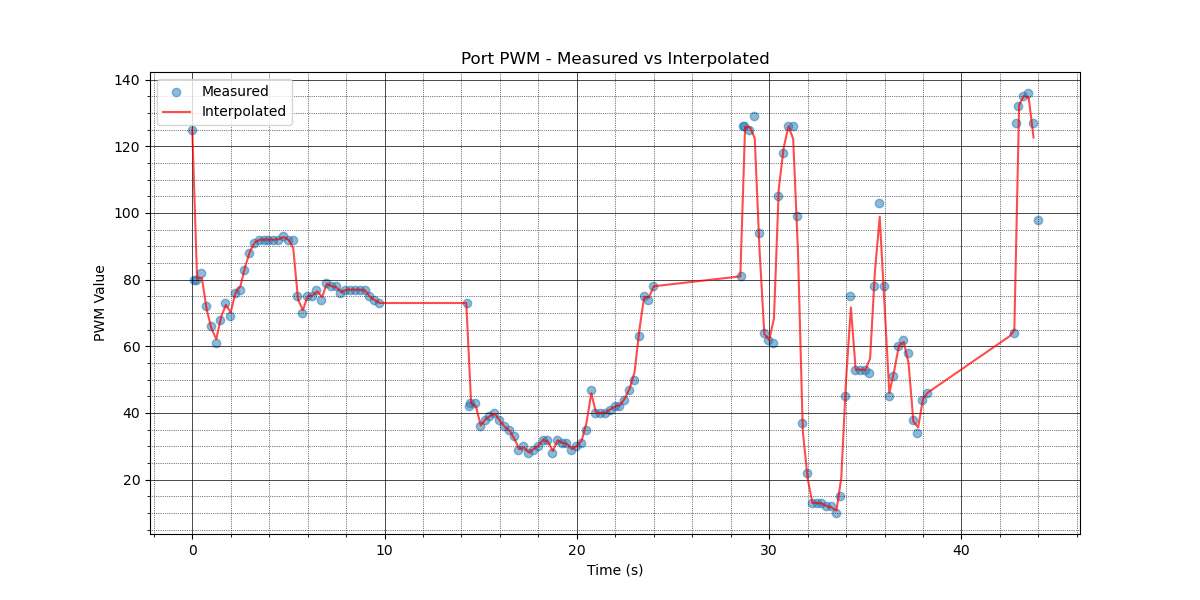 Port PWM - Measured vs Interpolated
Measured
Interpolated
PWM Value
140
120
100
80
60
40
20
0 10 20 30 40
Time (s)